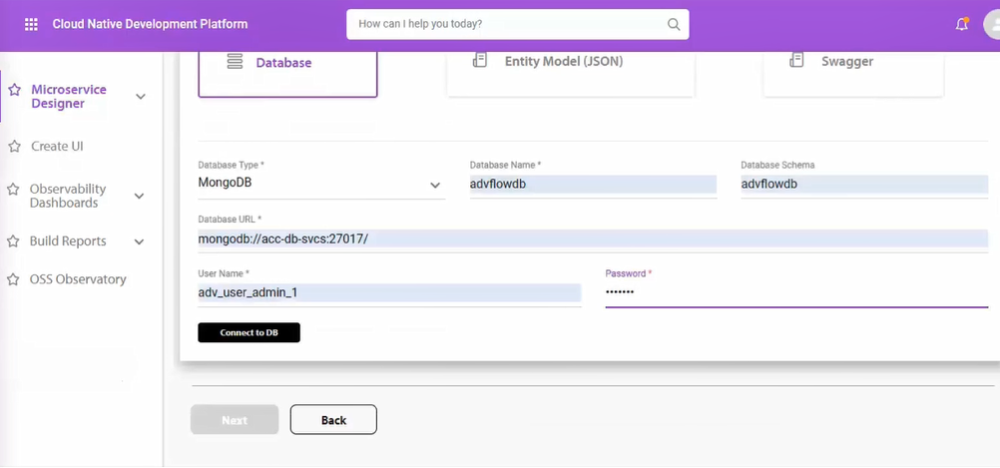 Cloud Native Development Platform
How can I help you today?
Database
Entity Model (JSON)
Swagger
Microservice
Designer
Create UI
Observability
Dashboards
Build Reports
OSS Observatory
Database Type *
Database Name *
Database Schema
MongoDB
advflowdb
advflowdb
Database URL *
mongodb://acc-db-svcs:27017/
User Name *
Password *
adv_user_admin_1
•••••••
Connect to DB
Next
Back